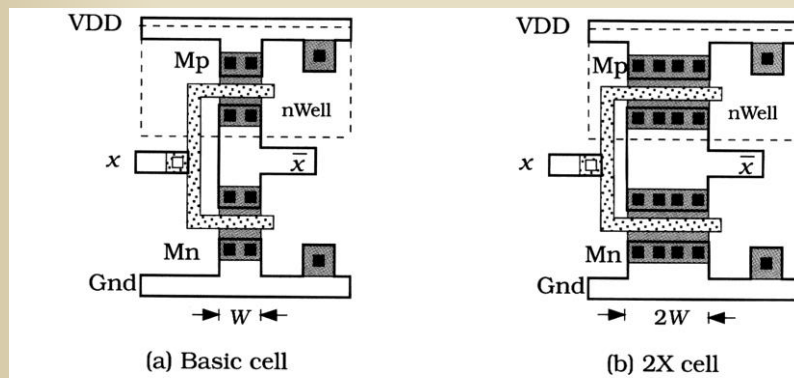 VDD
Mp
nWell
x
x̄
Mn
Gnd
W
(a) Basic cell
VDD
Mp
nWell
x
x̄
Mn
Gnd
2W
(b) 2X cell